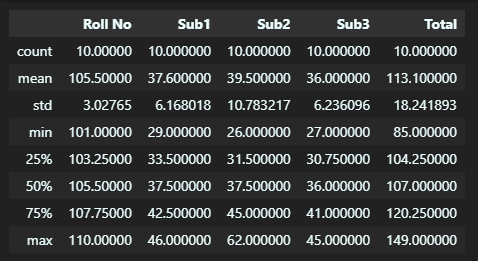 Roll No Sub1 Sub2 Sub3 Total
count 10.00000 10.000000 10.000000 10.000000 10.000000
mean 105.50000 37.600000 39.500000 36.000000 113.100000
std 3.02765 6.168018 10.783217 6.236096 18.241893
min 101.00000 29.000000 26.000000 27.000000 85.000000
25% 103.25000 33.500000 31.500000 30.750000 104.250000
50% 105.50000 37.500000 37.500000 36.000000 107.000000
75% 107.75000 42.500000 45.000000 41.000000 120.250000
max 110.00000 46.000000 62.000000 45.000000 149.000000